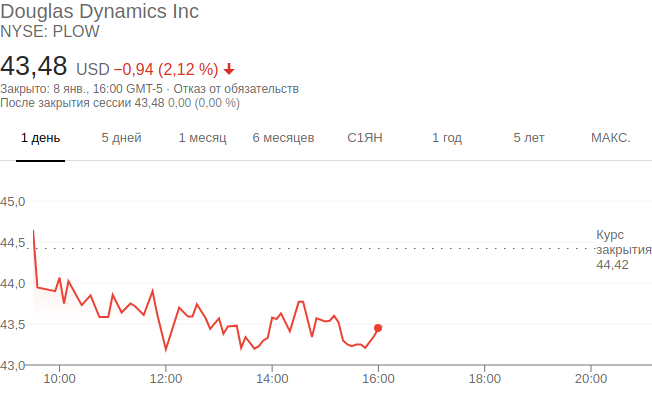 Douglas Dynamics Inc
NYSE: PLOW
43,48 USD −0,94 (2,12 %)
Закрыто: 8 янв., 16:00 GMT-5 · Отказ от обязательств
После закрытия сессии 43,48 0,00 (0,00 %)
1 день 5 дней 1 месяц 6 месяцев С1ЯН 1 год 5 лет МАКС.
45,0
44,5
44,0
43,5
43,0
Курс
закрытия
44,42
10:00 12:00 14:00 16:00 18:00 20:00